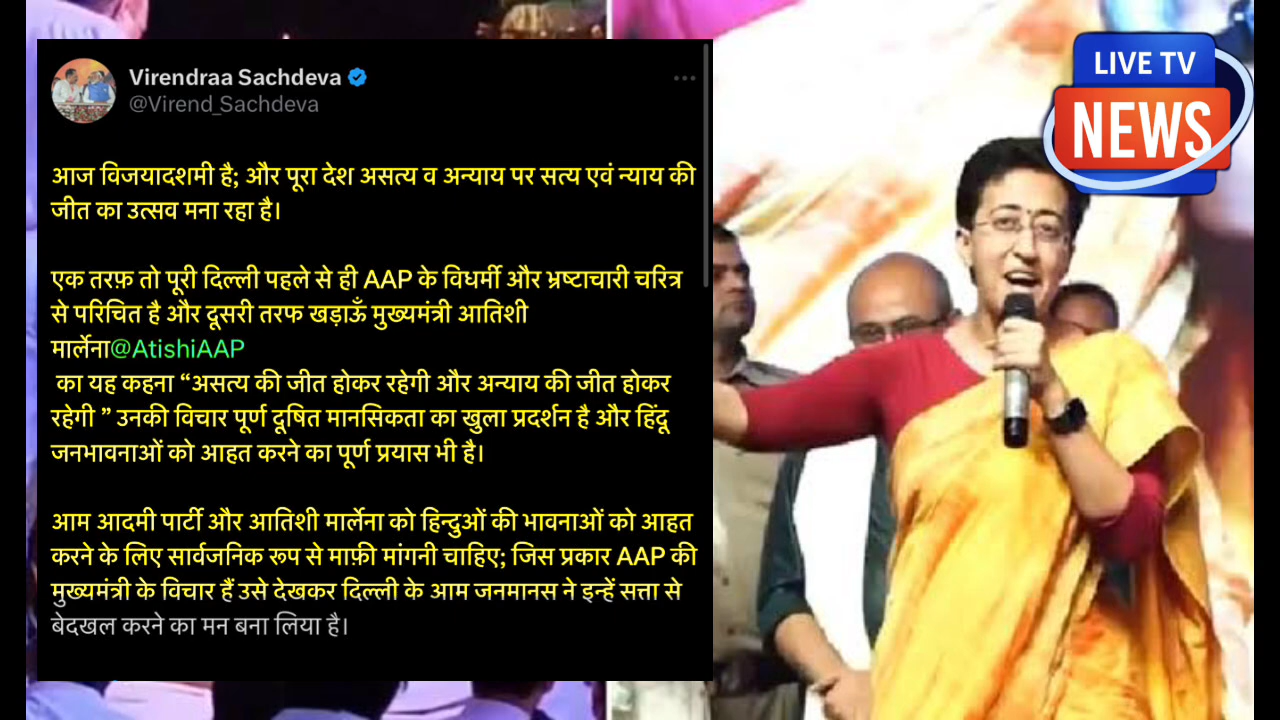 Virendraa Sachdeva
@Virend_Sachdeva
आज विजयादशमी है; और पूरा देश असत्य व अन्याय पर सत्य एवं न्याय की
जीत का उत्सव मना रहा है।
एक तरफ़ तो पूरी दिल्ली पहले से ही AAP के विधर्मी और भ्रष्टाचारी चरित्र
से परिचित है और दूसरी तरफ खड़ाऊँ मुख्यमंत्री आतिशी
मार्लेना@AtishiAAP
का यह कहना “असत्य की जीत होकर रहेगी और अन्याय की जीत होकर
रहेगी ” उनकी विचार पूर्ण दूषित मानसिकता का खुला प्रदर्शन है और हिंदू
जनभावनाओं को आहत करने का पूर्ण प्रयास भी है।
आम आदमी पार्टी और आतिशी मार्लेना को हिन्दुओं की भावनाओं को आहत
करने के लिए सार्वजनिक रूप से माफ़ी मांगनी चाहिए; जिस प्रकार AAP की
मुख्यमंत्री के विचार हैं उसे देखकर दिल्ली के आम जनमानस ने इन्हें सत्ता से
बेदखल करने का मन बना लिया है।
LIVE TV
NEWS